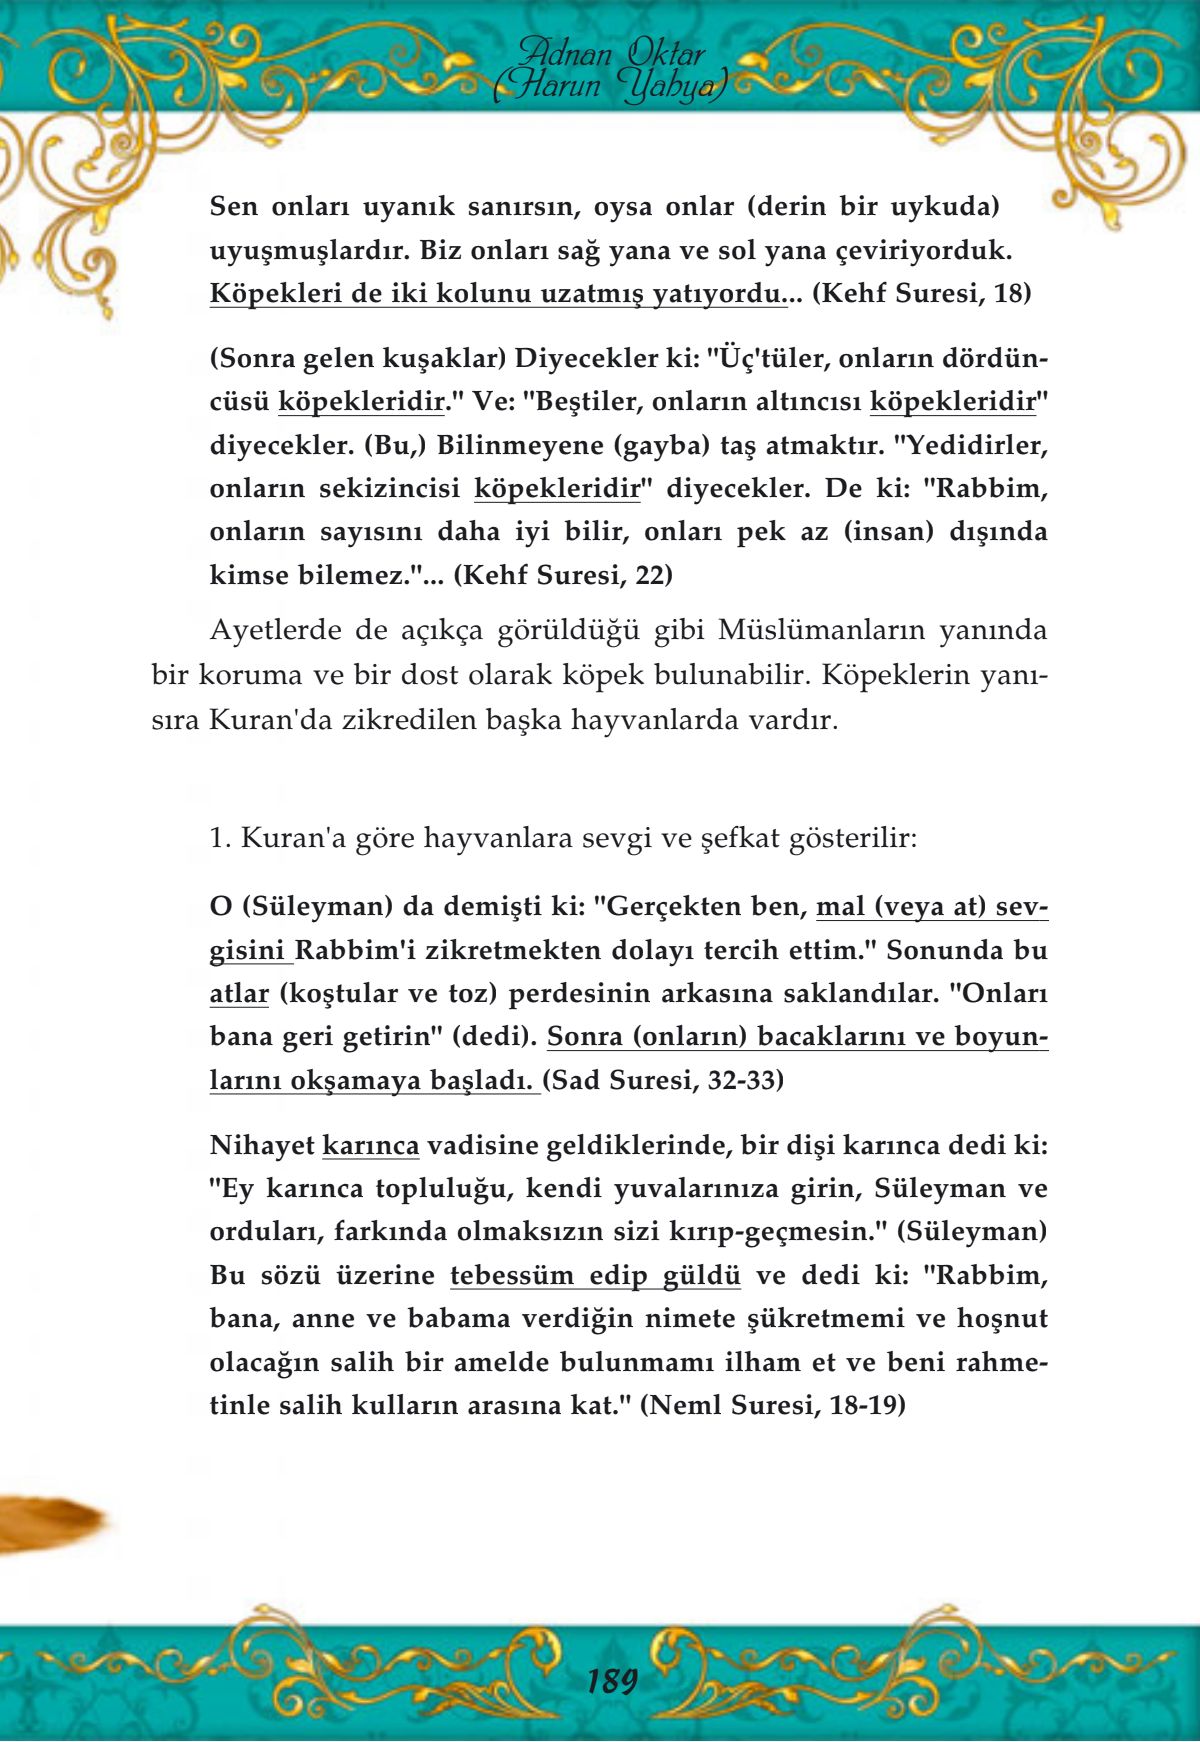 Adnan Oktar
(Harun Yahya)
Sen onları uyanık sanırsın, oysa onlar (derin bir uykuda)
uyuşmuşlardır. Biz onları sağ yana ve sol yana çeviriyorduk.
Köpekleri de iki kolunu uzatmış yatıyordu... (Kehf Suresi, 18)
(Sonra gelen kuşaklar) Diyecekler ki: "Üç'tüler, onların dördün-
cüsü köpekleridir." Ve: "Beştiler, onların altıncısı köpekleridir"
diyecekler. (Bu,) Bilinmeyene (gayba) taş atmaktır. "Yedidirler,
onların sekizincisi köpekleridir" diyecekler. De ki: "Rabbim,
onların sayısını daha iyi bilir, onları pek az (insan) dışında
kimse bilemez."... (Kehf Suresi, 22)
Ayetlerde de açıkça görüldüğü gibi Müslümanların yanında
bir koruma ve bir dost olarak köpek bulunabilir. Köpeklerin yanı-
sıra Kuran'da zikredilen başka hayvanlarda vardır.
1. Kuran'a göre hayvanlara sevgi ve şefkat gösterilir:
O (Süleyman) da demişti ki: "Gerçekten ben, mal (veya at) sev-
gisini Rabbim'i zikretmekten dolayı tercih ettim." Sonunda bu
atlar (koştular ve toz) perdesinin arkasına saklandılar. "Onları
bana geri getirin" (dedi). Sonra (onların) bacaklarını ve boyun-
larını okşamaya başladı. (Sad Suresi, 32-33)
Nihayet karınca vadisine geldiklerinde, bir dişi karınca dedi ki:
"Ey karınca topluluğu, kendi yuvalarınıza girin, Süleyman ve
orduları, farkında olmaksızın sizi kırıp-geçmesin." (Süleyman)
Bu sözü üzerine tebessüm edip güldü ve dedi ki: "Rabbim,
bana, anne ve babama verdiğin nimete şükretmemi ve hoşnut
olacağın salih bir amelde bulunmamı ilham et ve beni rahme-
tinle salih kulların arasına kat." (Neml Suresi, 18-19)
189